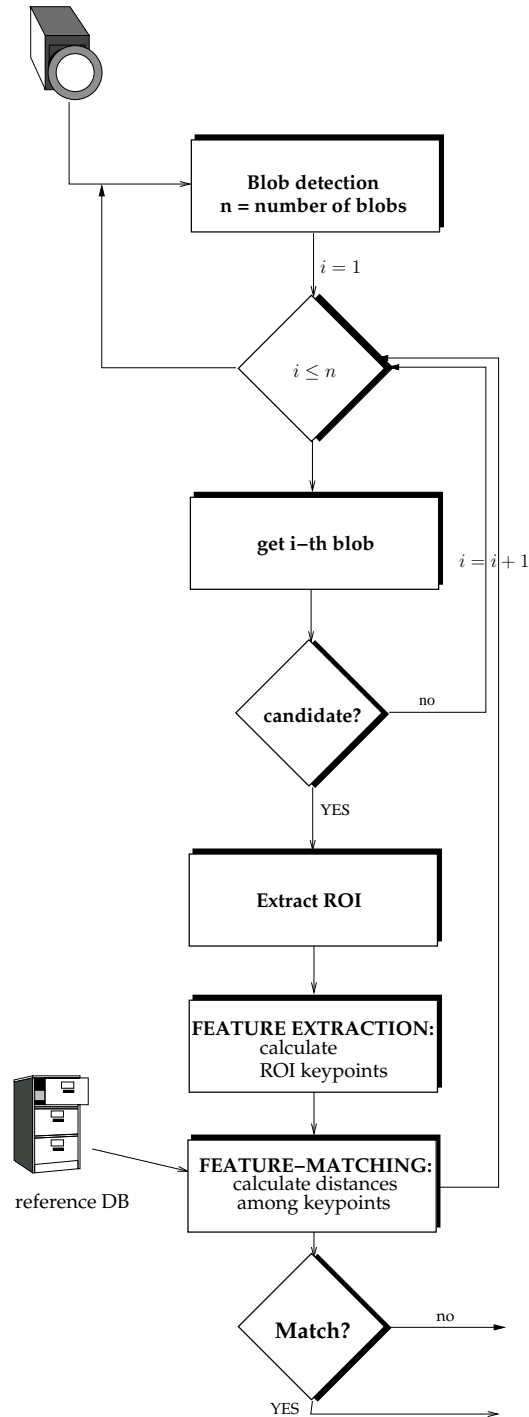 Blob detection
n = number of blobs
i = 1
i ≤ n
get i−th blob
i = i + 1
candidate?
no
YES
Extract ROI
FEATURE EXTRACTION:
calculate
ROI keypoints
reference DB
FEATURE−MATCHING:
calculate distances
among keypoints
Match?
no
YES